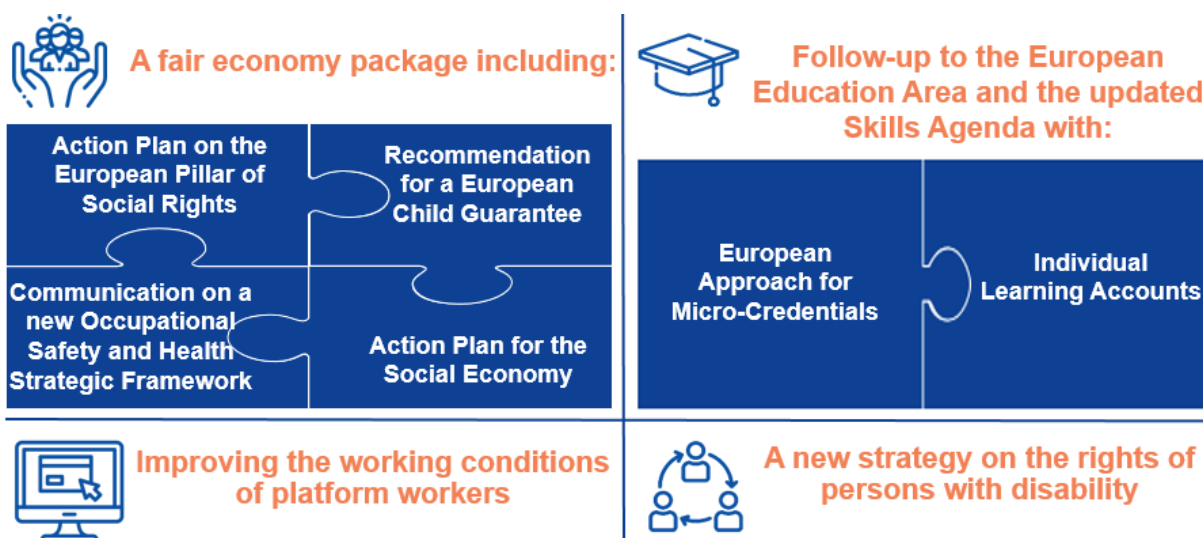 A fair economy package including:
Action Plan on the
European Pillar of
Social Rights
Recommendation
for a European
Child Guarantee
Communication on a
new Occupational
Safety and Health
Strategic Framework
Action Plan for the
Social Economy
Follow-up to the European
Education Area and the updated
Skills Agenda with:
European
Approach for
Micro-Credentials
Individual
Learning Accounts
Improving the working conditions
of platform workers
A new strategy on the rights of
persons with disability